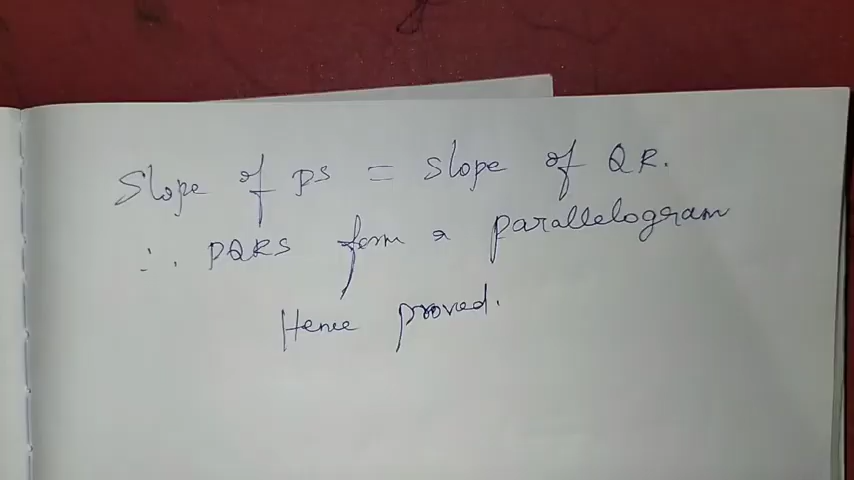 Slope of PS = Slope of QR.
∴ PQRS form a parallelogram
Hence proved.